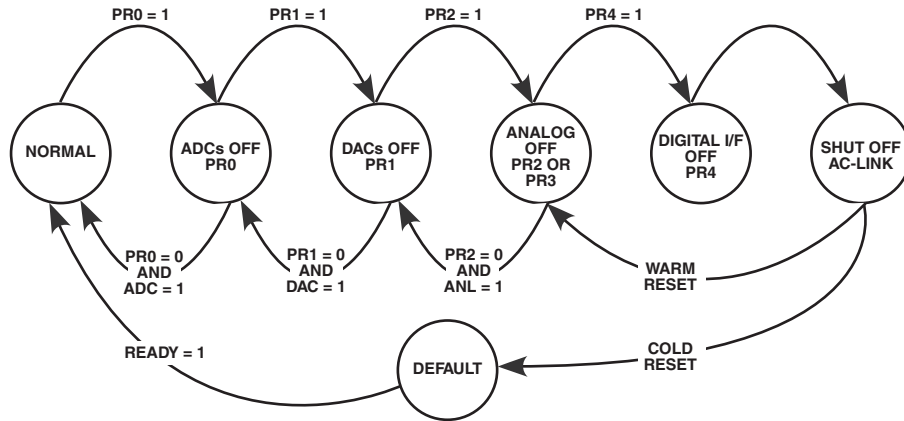 PR0 = 1
PR1 = 1
PR2 = 1
PR4 = 1
NORMAL
ADCs OFF
PR0
DACs OFF
PR1
ANALOG
OFF
PR2 OR
PR3
DIGITAL I/F
OFF
PR4
SHUT OFF
AC-LINK
PR0 = 0
AND
ADC = 1
PR1 = 0
AND
DAC = 1
PR2 = 0
AND
ANL = 1
WARM
RESET
READY = 1
DEFAULT
COLD
RESET